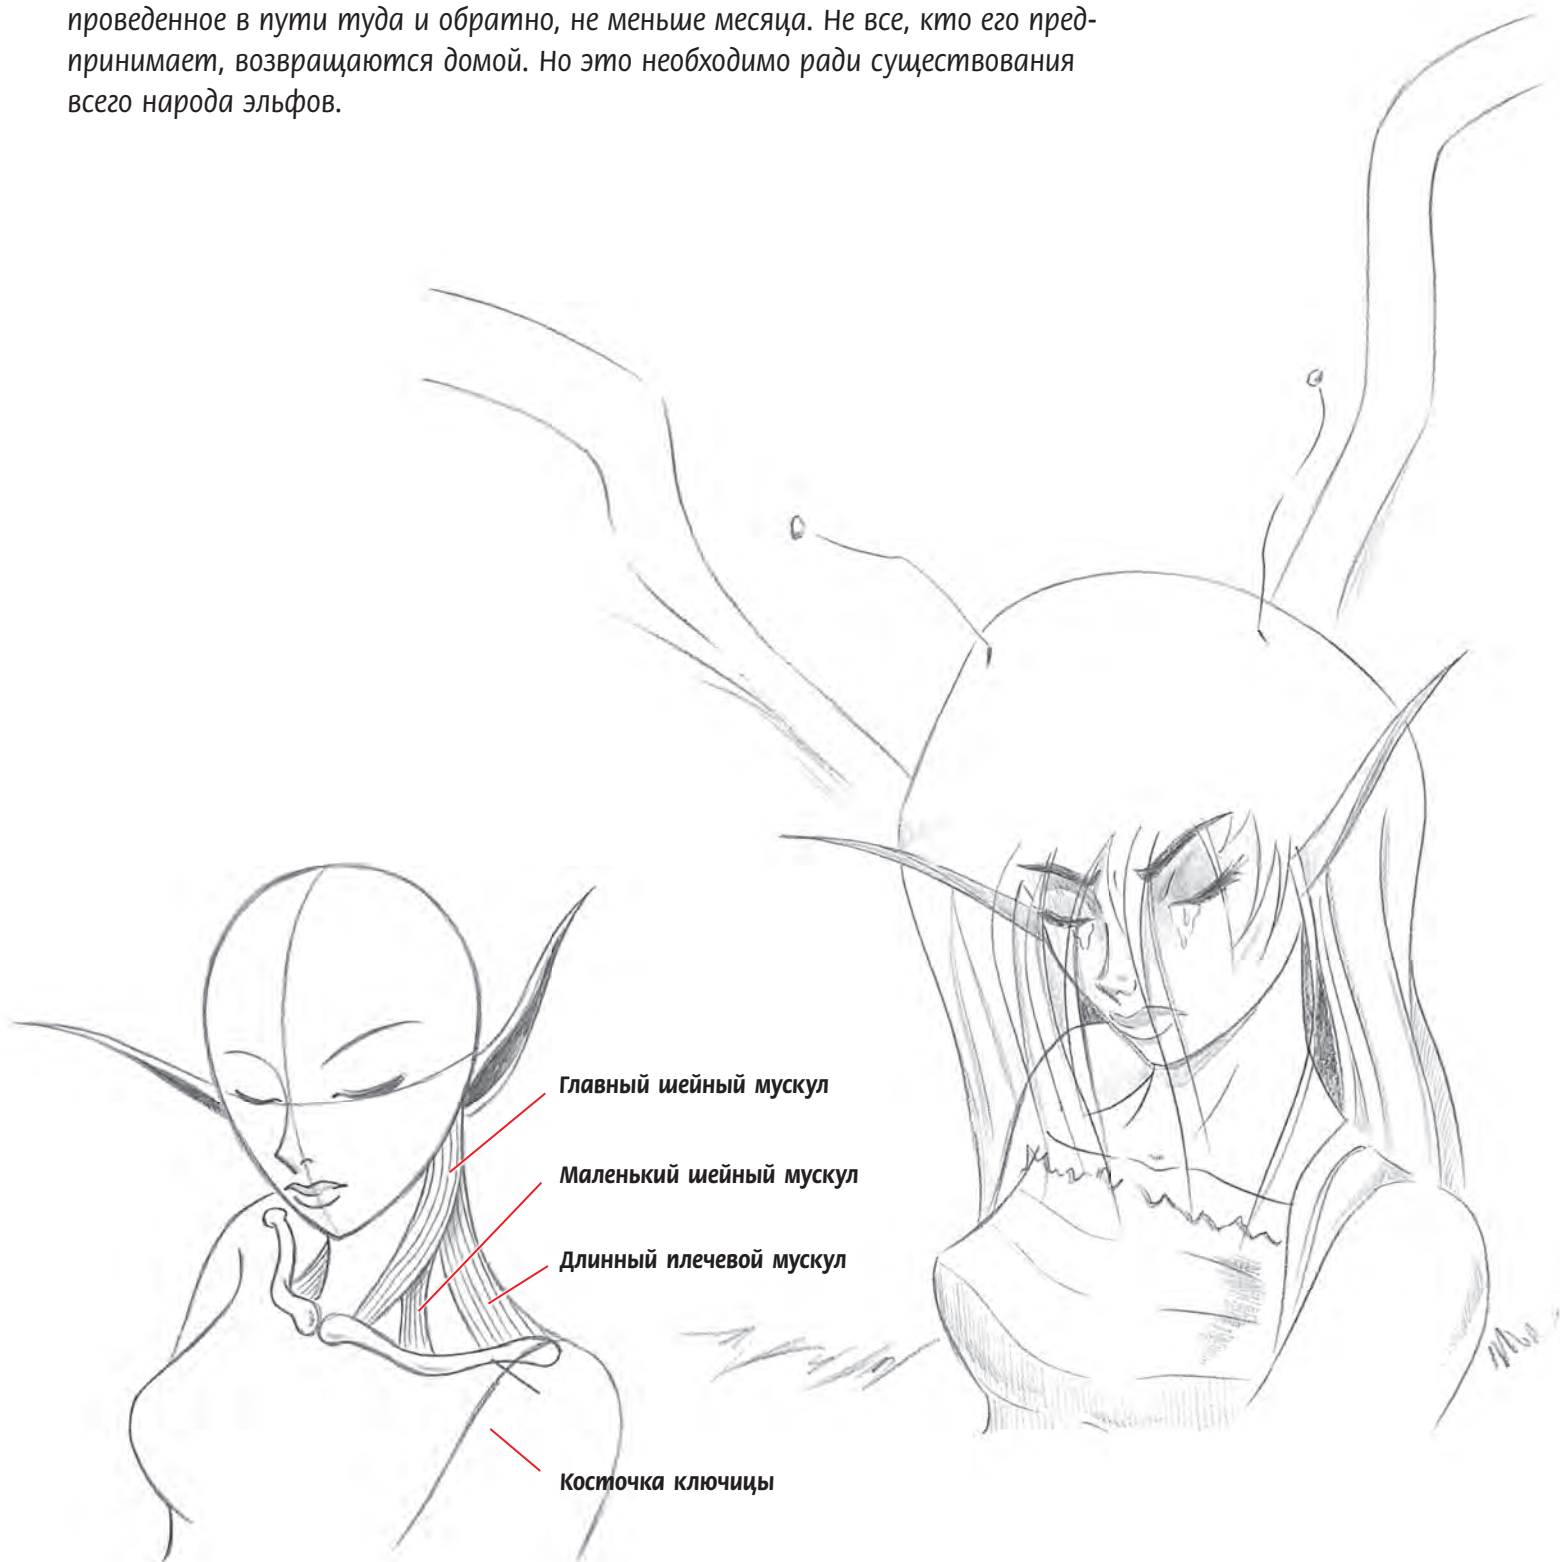 проведенное в пути туда и обратно, не меньше месяца. Не все, кто его пред-
принимает, возвращаются домой. Но это необходимо ради существования
всего народа эльфов.
Главный шейный мускул
Маленький шейный мускул
Длинный плечевой мускул
Косточка ключицы